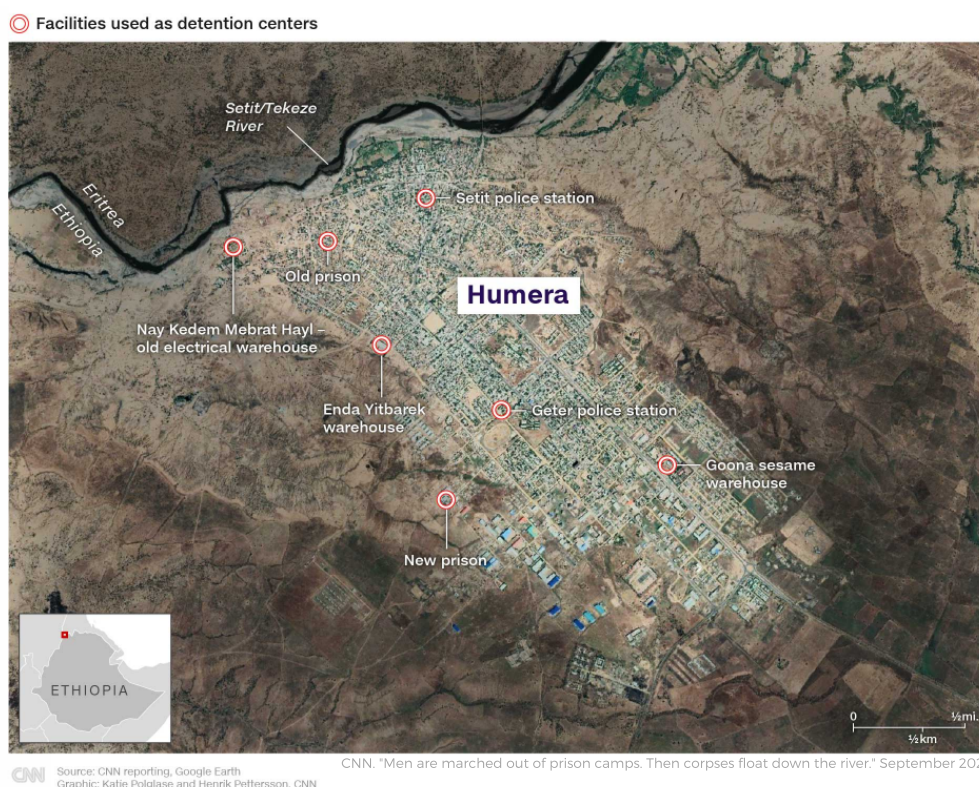 Facilities used as detention centers
Setit/Tekeze
River
Eritrea
Ethiopia
Setit police station
Old prison
Humera
Nay Kedem Mebrat Hayl –
old electrical warehouse
Enda Yitbarek
warehouse
Geter police station
Goona sesame
warehouse
New prison
ETHIOPIA
0
½mi.
½km
CNN. "Men are marched out of prison camps. Then corpses float down the river." September
CNN
Source: CNN reporting, Google Earth
Graphic: Katie Polglase and Henrik Pettersson, CNN